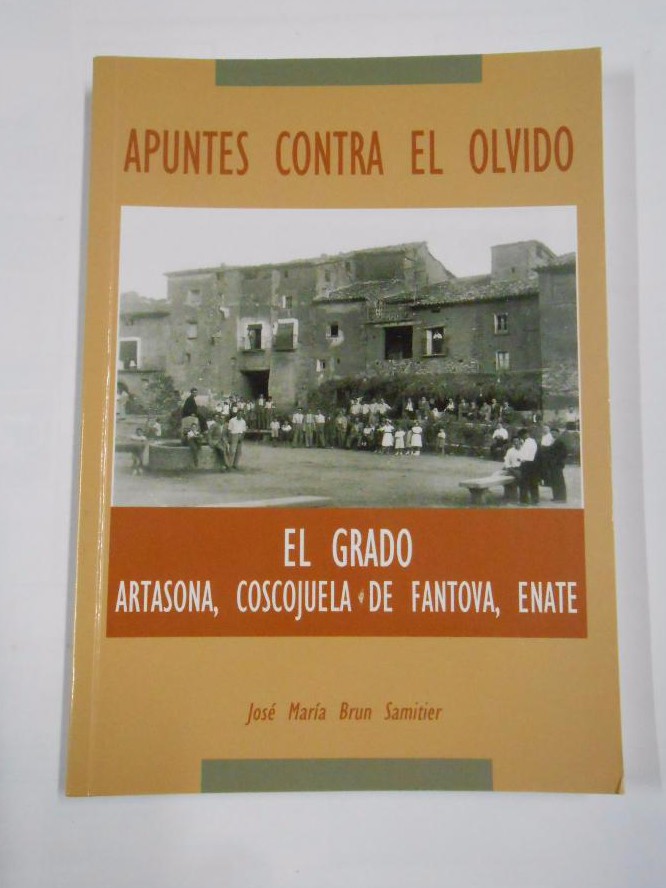 APUNTES CONTRA EL OLVIDO
EL GRADO
ARTASONA, COSCOJUELA DE FANTOVA, ENATE
José María Brun Samitier